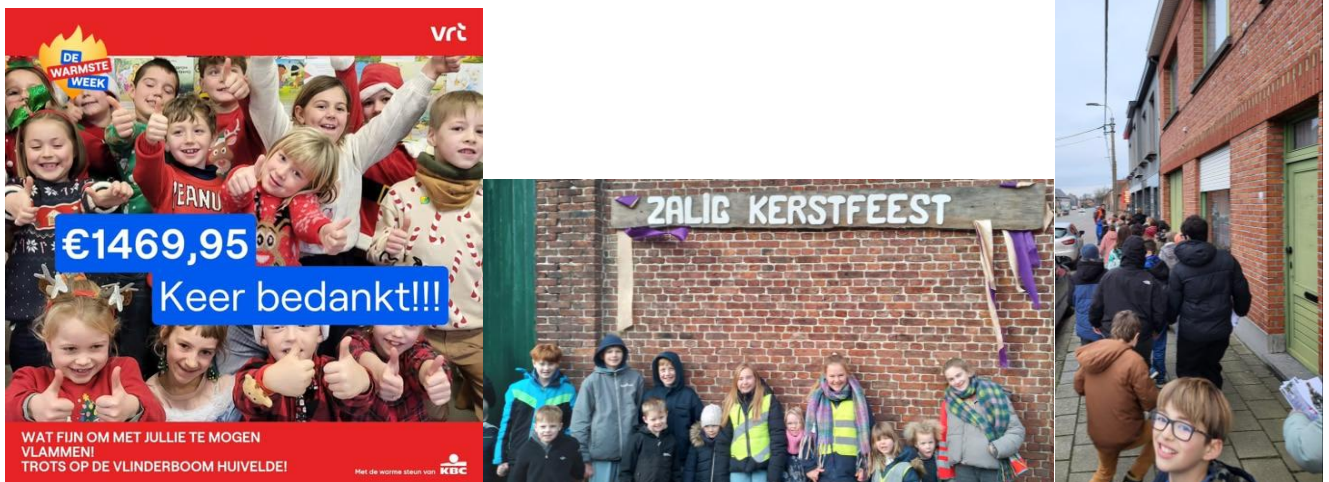 vrt
DE
WARMSTE
WEEK
PEANU
€1469,95
Keer bedankt!!!
WAT FIJN OM MET JULLIE TE MOGEN
VLAMMEN!
TROTS OP DE VLINDERBOOM HUIVELDE!
Met de warme steun van KBC
ZALIG KERSTFEEST